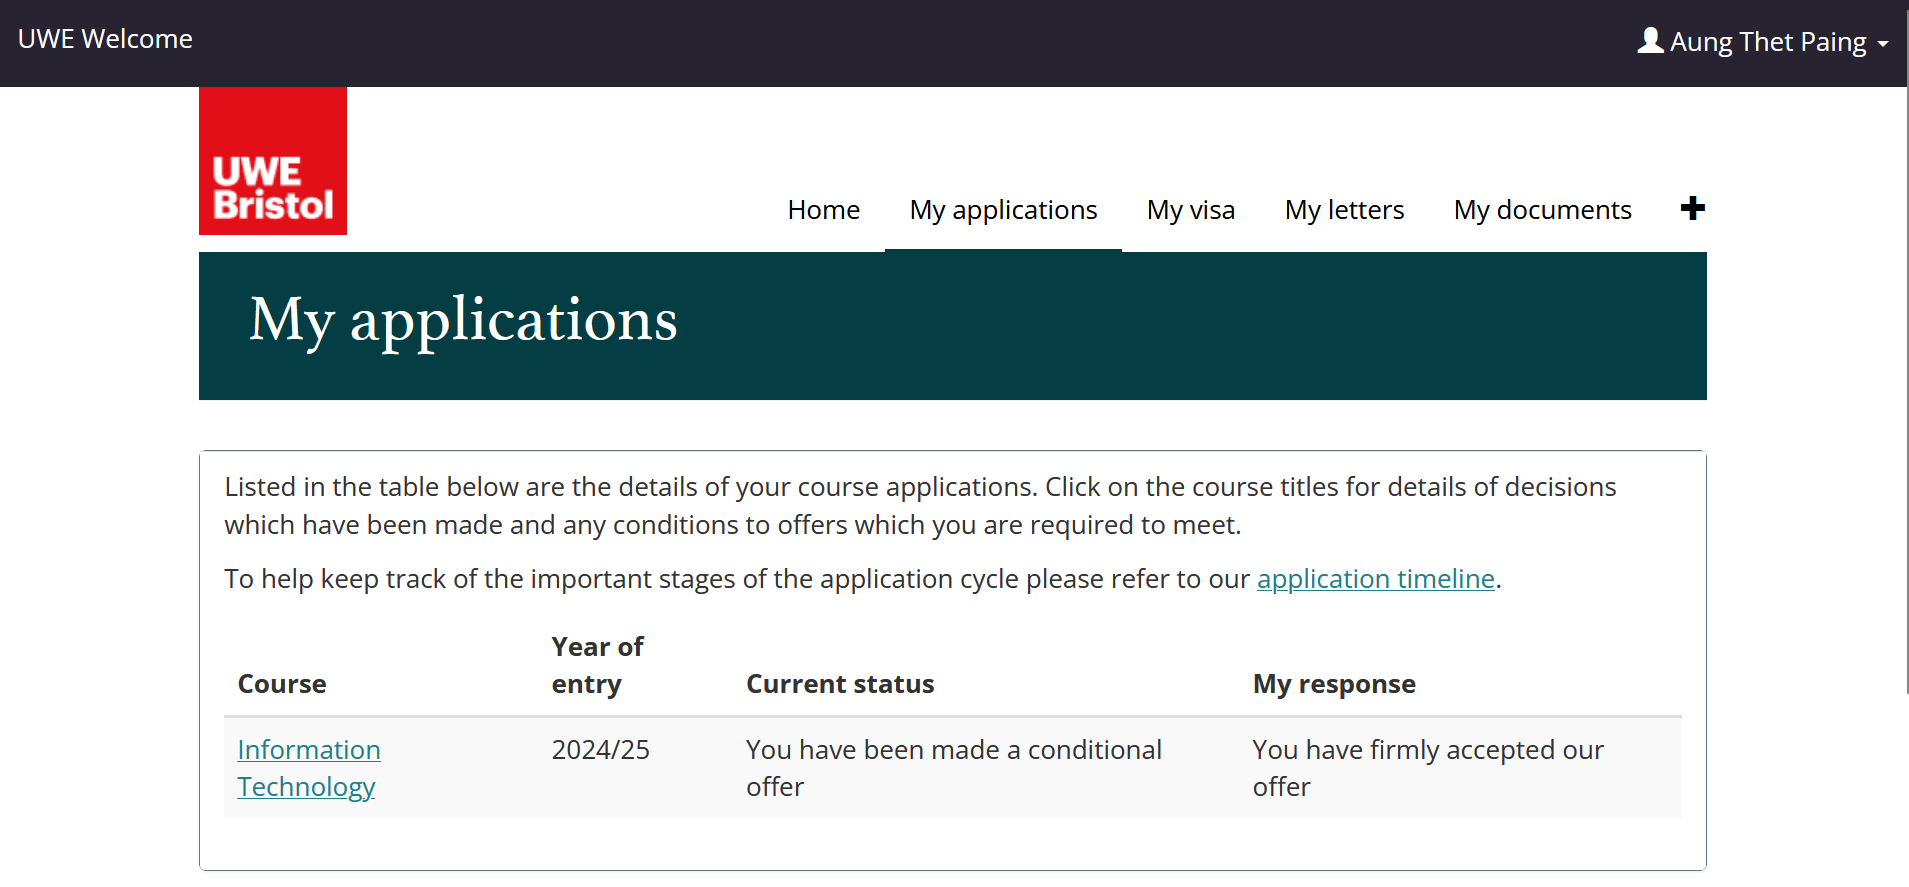 UWE Welcome
Aung Thet Paing
UWE
Bristol
Home My applications My visa My letters My documents
My applications
Listed in the table below are the details of your course applications. Click on the course titles for details of decisions
which have been made and any conditions to offers which you are required to meet.
To help keep track of the important stages of the application cycle please refer to our application timeline.
Course Year of entry Current status My response
Information Technology 2024/25 You have been made a conditional offer You have firmly accepted our offer